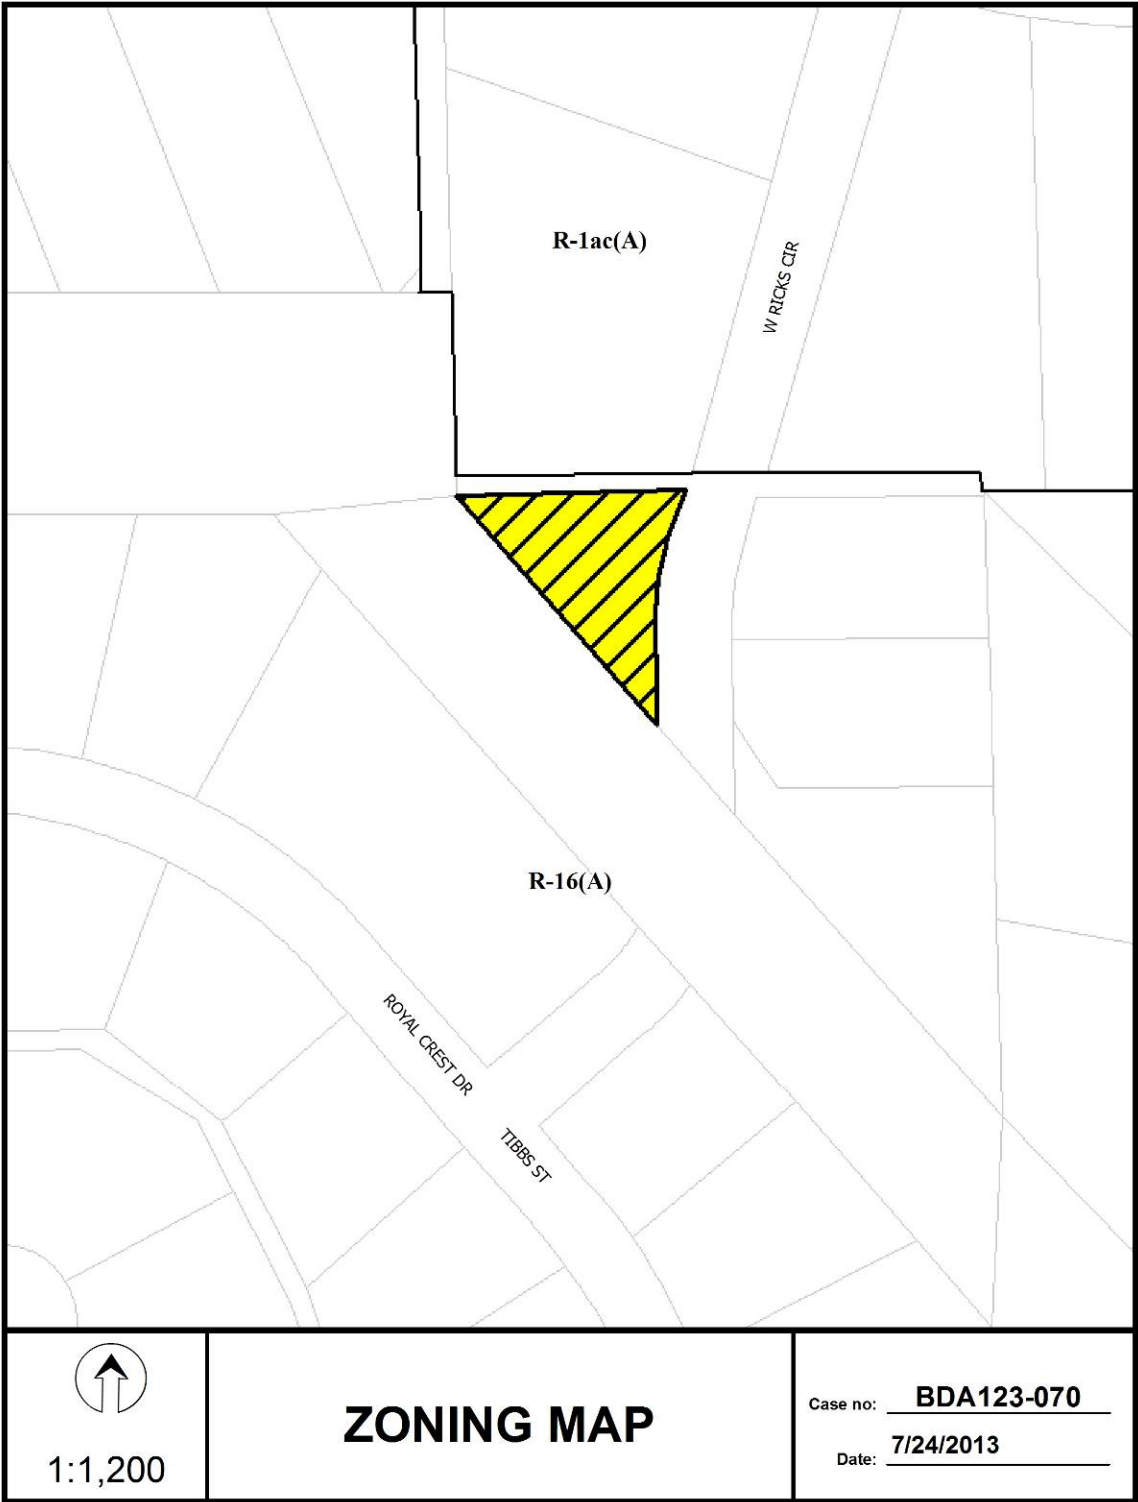 R-1ac(A)
W RICKS CIR
R-16(A)
ROYAL CREST DR
TIBBS ST
1:1,200
ZONING MAP
Case no: BDA123-070
Date: 7/24/2013